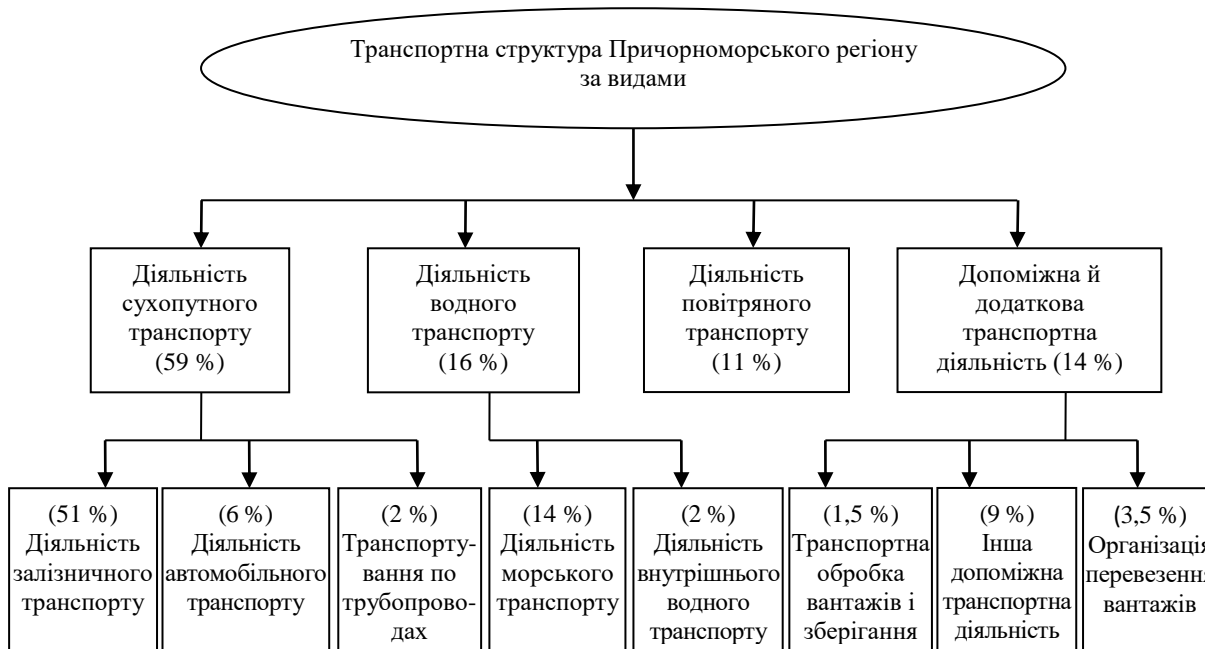 Транспортна структура Причорноморського регіону
за видами
Діяльність
сухопутного
транспорту
(59 %)
Діяльність
водного
транспорту
(16 %)
Діяльність
повітряного
транспорту
(11 %)
Допоміжна й
додаткова
транспортна
діяльність (14 %)
(51 %)
Діяльність
залізничного
транспорту
(6 %)
Діяльність
автомобільного
транспорту
(2 %)
Транспорту-
вання по
трубопрово-
дах
(14 %)
Діяльність
морського
транспорту
(2 %)
Діяльність
внутрішнього
водного
транспорту
(1,5 %)
Транспортна
обробка
вантажів і
зберігання
(9 %)
Інша
допоміжна
транспортна
діяльність
(3,5 %)
Організація
перевезення
вантажів